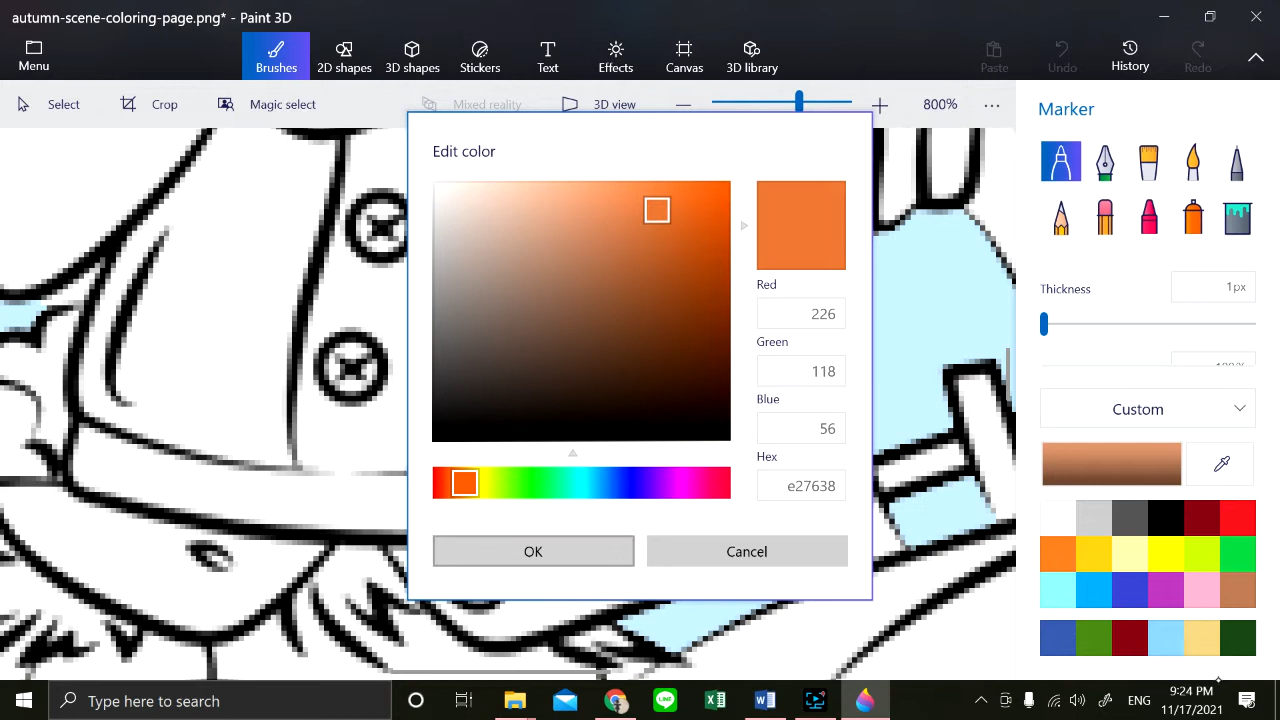 autumn-scene-coloring-page.png* - Paint 3D
Menu
Brushes
2D shapes
3D shapes
Stickers
Text
Effects
Canvas
3D library
Paste
Undo
History
Redo
Select
Crop
Magic select
Mixed reality
3D view
800%
Marker
Edit color
Red
226
Green
118
Blue
56
Hex
e27638
OK
Cancel
Thickness
1px
Custom
Type here to search
ENG
9:24 PM
11/17/2021